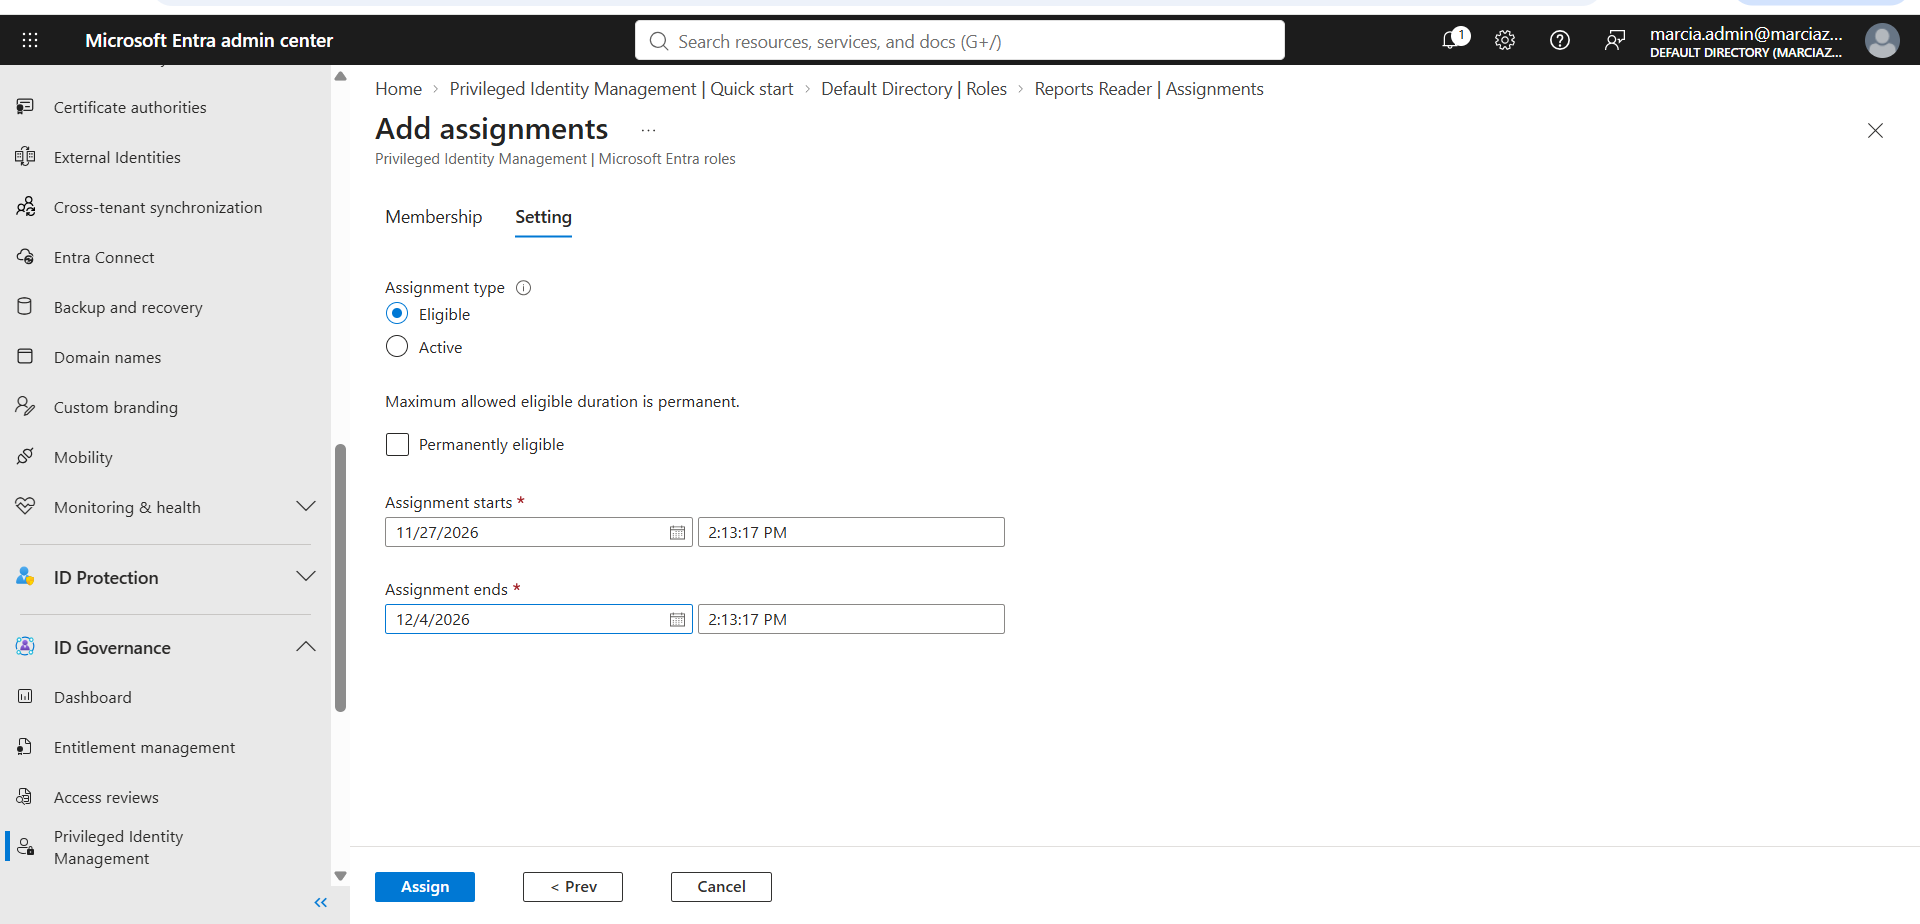 Microsoft Entra admin center
Search resources, services, and docs (G+/)
1
marcia.admin@marciaz...
DEFAULT DIRECTORY (MARCIAZ...
Certificate authorities
External Identities
Cross-tenant synchronization
Entra Connect
Backup and recovery
Domain names
Custom branding
Mobility
Monitoring & health
ID Protection
ID Governance
Dashboard
Entitlement management
Access reviews
Privileged Identity
Management
«
Home > Privileged Identity Management | Quick start > Default Directory | Roles > Reports Reader | Assignments
Add assignments ...
Privileged Identity Management | Microsoft Entra roles
Membership Setting
Assignment type
Eligible
Active
Maximum allowed eligible duration is permanent.
Permanently eligible
Assignment starts *
11/27/2026 2:13:17 PM
Assignment ends *
12/4/2026 2:13:17 PM
Assign < Prev Cancel